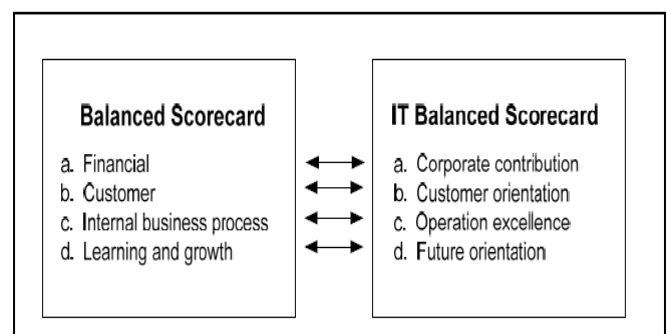 Balanced Scorecard
a. Financial
b. Customer
c. Internal business process
d. Learning and growth
IT Balanced Scorecard
a. Corporate contribution
b. Customer orientation
c. Operation excellence
d. Future orientation